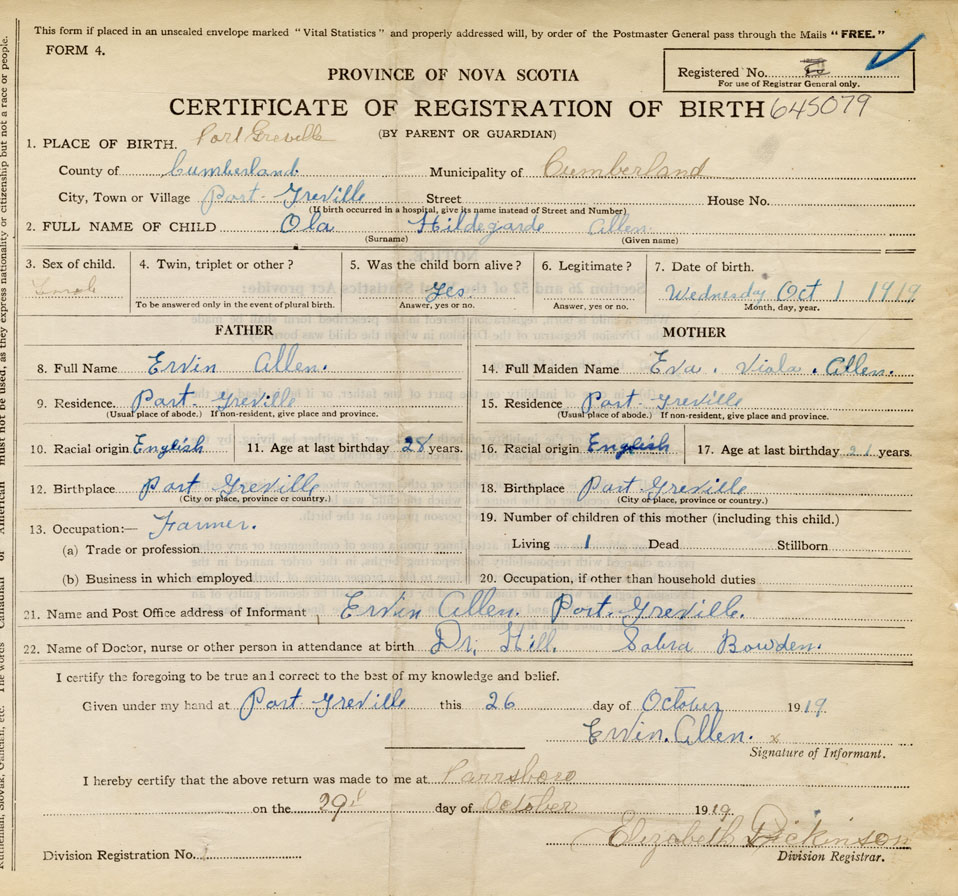 This form if placed in an unsealed envelope marked "Vital Statistics" and properly addressed will, by order of the Postmaster General pass through the Mails "FREE."
FORM 4.
Registered No.
For use of Registrar General only.
PROVINCE OF NOVA SCOTIA
CERTIFICATE OF REGISTRATION OF BIRTH 645079
(BY PARENT OR GUARDIAN)
1. PLACE OF BIRTH. Port Greville
County of Cumberland Municipality of Cumberland
City, Town or Village Port Greville Street House No.
(If birth occurred in a hospital, give its name instead of Street and Number)
2. FULL NAME OF CHILD Ola Hildegarde Allen
(Surname) (Given name)
3. Sex of child. 4. Twin, triplet or other? 5. Was the child born alive? 6. Legitimate? 7. Date of birth.
Yes. Wednesday Oct 1 1919
To be answered only in the event of plural birth. Answer, yes or no. Answer, yes or no. Month, day, year.
FATHER MOTHER
8. Full Name Ervin Allen. 14. Full Maiden Name Eva. Viola. Allen.
9. Residence. Port Greville 15. Residence Port Greville
(Usual place of abode.) If non-resident, give place and province. (Usual place of abode.) If non-resident, give place and province.
10. Racial origin English 11. Age at last birthday 28 years. 16. Racial origin English 17. Age at last birthday 21 years.
12. Birthplace Port Greville 18. Birthplace Port Greville
(City or place, province or country.) (City or place, province or country.)
13. Occupation:— Farmer. 19. Number of children of this mother (including this child.)
(a) Trade or profession Living 1 Dead Stillborn
(b) Business in which employed 20. Occupation, if other than household duties
21. Name and Post Office address of Informant Ervin Allen. Port Greville.
22. Name of Doctor, nurse or other person in attendance at birth Dr. Hill. Sabra Bowden.
I certify the foregoing to be true and correct to the best of my knowledge and belief.
Given under my hand at Port Greville this 26 day of October 1919.
Ervin. Allen. x
Signature of Informant.
I hereby certify that the above return was made to me at Parrsboro
on the 29 day of October 1919.
Elizabeth Dickinson
Division Registration No. Division Registrar.